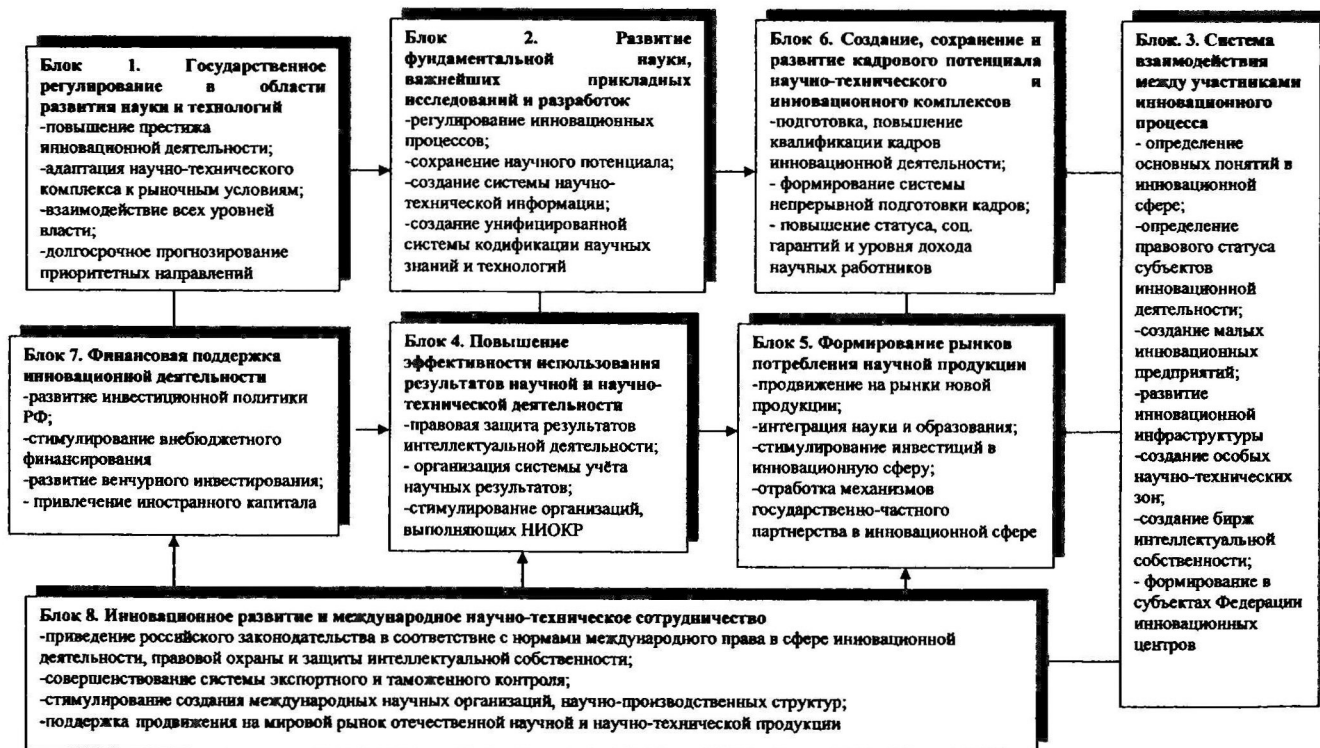 Блок 1. Государственное
регулирование в области
развития науки и технологий
-повышение престижа
инновационной деятельности;
-адаптация научно-технического
комплекса к рыночным условиям;
-взаимодействие всех уровней
власти;
-долгосрочное прогнозирование
приоритетных направлений
Блок 2. Развитие
фундаментальной науки,
важнейших прикладных
исследований и разработок
-регулирование инновационных
процессов;
-сохранение научного потенциала;
-создание системы научно-
технической информации;
-создание унифицированной
системы кодификации научных
знаний и технологий
Блок 6. Создание, сохранение и
развитие кадрового потенциала
научно-технического и
инновационного комплексов
-подготовка, повышение
квалификации кадров
инновационной деятельности;
- формирование системы
непрерывной подготовки кадров;
- повышение статуса, соц.
гарантий и уровня дохода
научных работников
Блок. 3. Система
взаимодействия
между участниками
инновационного
процесса
- определение
основных понятий в
инновационной
сфере;
-определение
правового статуса
субъектов
инновационной
деятельности;
-создание малых
инновационных
предприятий;
-развитие
инновационной
инфраструктуры
-создание особых
научно-технических
зон;
-создание бирж
интеллектуальной
собственности;
- формирование в
субъектах Федерации
инновационных
центров
Блок 7. Финансовая поддержка
инновационной деятельности
-развитие инвестиционной политики
РФ;
-стимулирование внебюджетного
финансирования
-развитие венчурного инвестирования;
- привлечение иностранного капитала
Блок 4. Повышение
эффективности использования
результатов научной и научно-
технической деятельности
-правовая защита результатов
интеллектуальной деятельности;
- организация системы учёта
научных результатов;
-стимулирование организаций,
выполняющих НИОКР
Блок 5. Формирование рынков
потребления научной продукции
-продвижение на рынки новой
продукции;
-интеграция науки и образования;
-стимулирование инвестиций в
инновационную сферу;
-отработка механизмов
государственно-частного
партнерства в инновационной сфере
Блок 8. Инновационное развитие и международное научно-техническое сотрудничество
-приведение российского законодательства в соответствие с нормами международного права в сфере инновационной
деятельности, правовой охраны и защиты интеллектуальной собственности;
-совершенствование системы экспортного и таможенного контроля;
-стимулирование создания международных научных организаций, научно-производственных структур;
-поддержка продвижения на мировой рынок отечественной научной и научно-технической продукции